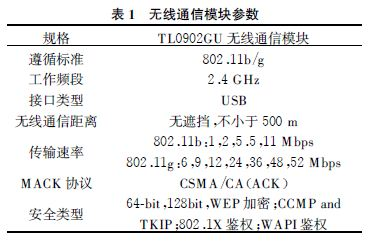 表 1 无线通信模块参数
规格 TL0902GU 无线通信模块
遵循标准 802.11b/g
工作频段 2.4 GHz
接口类型 USB
无线通信距离 无遮挡,不小于 500 m
传输速率 802.11b:1,2,5.5,11 Mbps
802.11g:6,9,12,24,36,48,52 Mbps
MACK 协议 CSMA/CA(ACK)
安全类型 64-bit,128bit,WEP 加密;CCMP and
TKIP;802.1X 鉴权;WAPI 鉴权